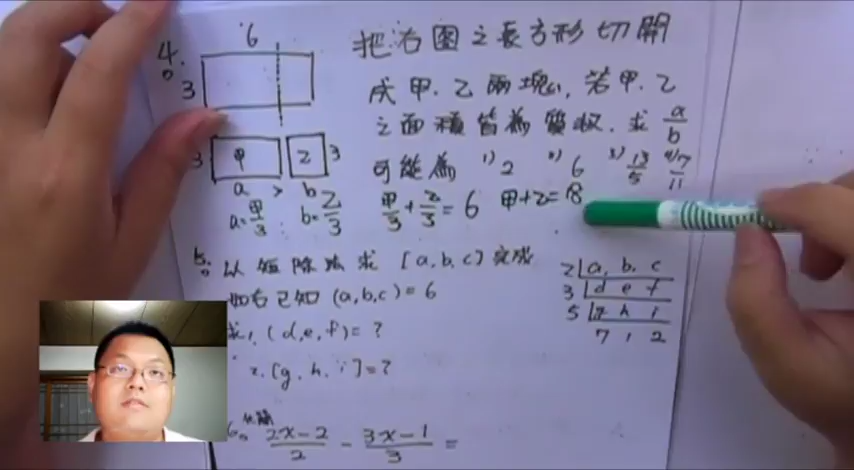 4. 6 把右圖之長方形切開
3 成甲、乙兩塊，若甲、乙
之面積皆為質數，求 a/b
3 甲 乙 3 可能為 1) 2 2) 6 3) 13/5 4) 7/11
a > b
a=甲/3 , b=乙/3 甲/3+乙/3=6 甲+乙=18
5. 以短除法求 [a,b,c] 完成 2 a, b, c
如右已知 (a,b,c)=6 3 d e f
求1. (d,e,f)=? 5 g h i
7 1 2
2. [g, h, i]=?
6. 化簡 (2x-2)/2 - (3x-1)/3 =